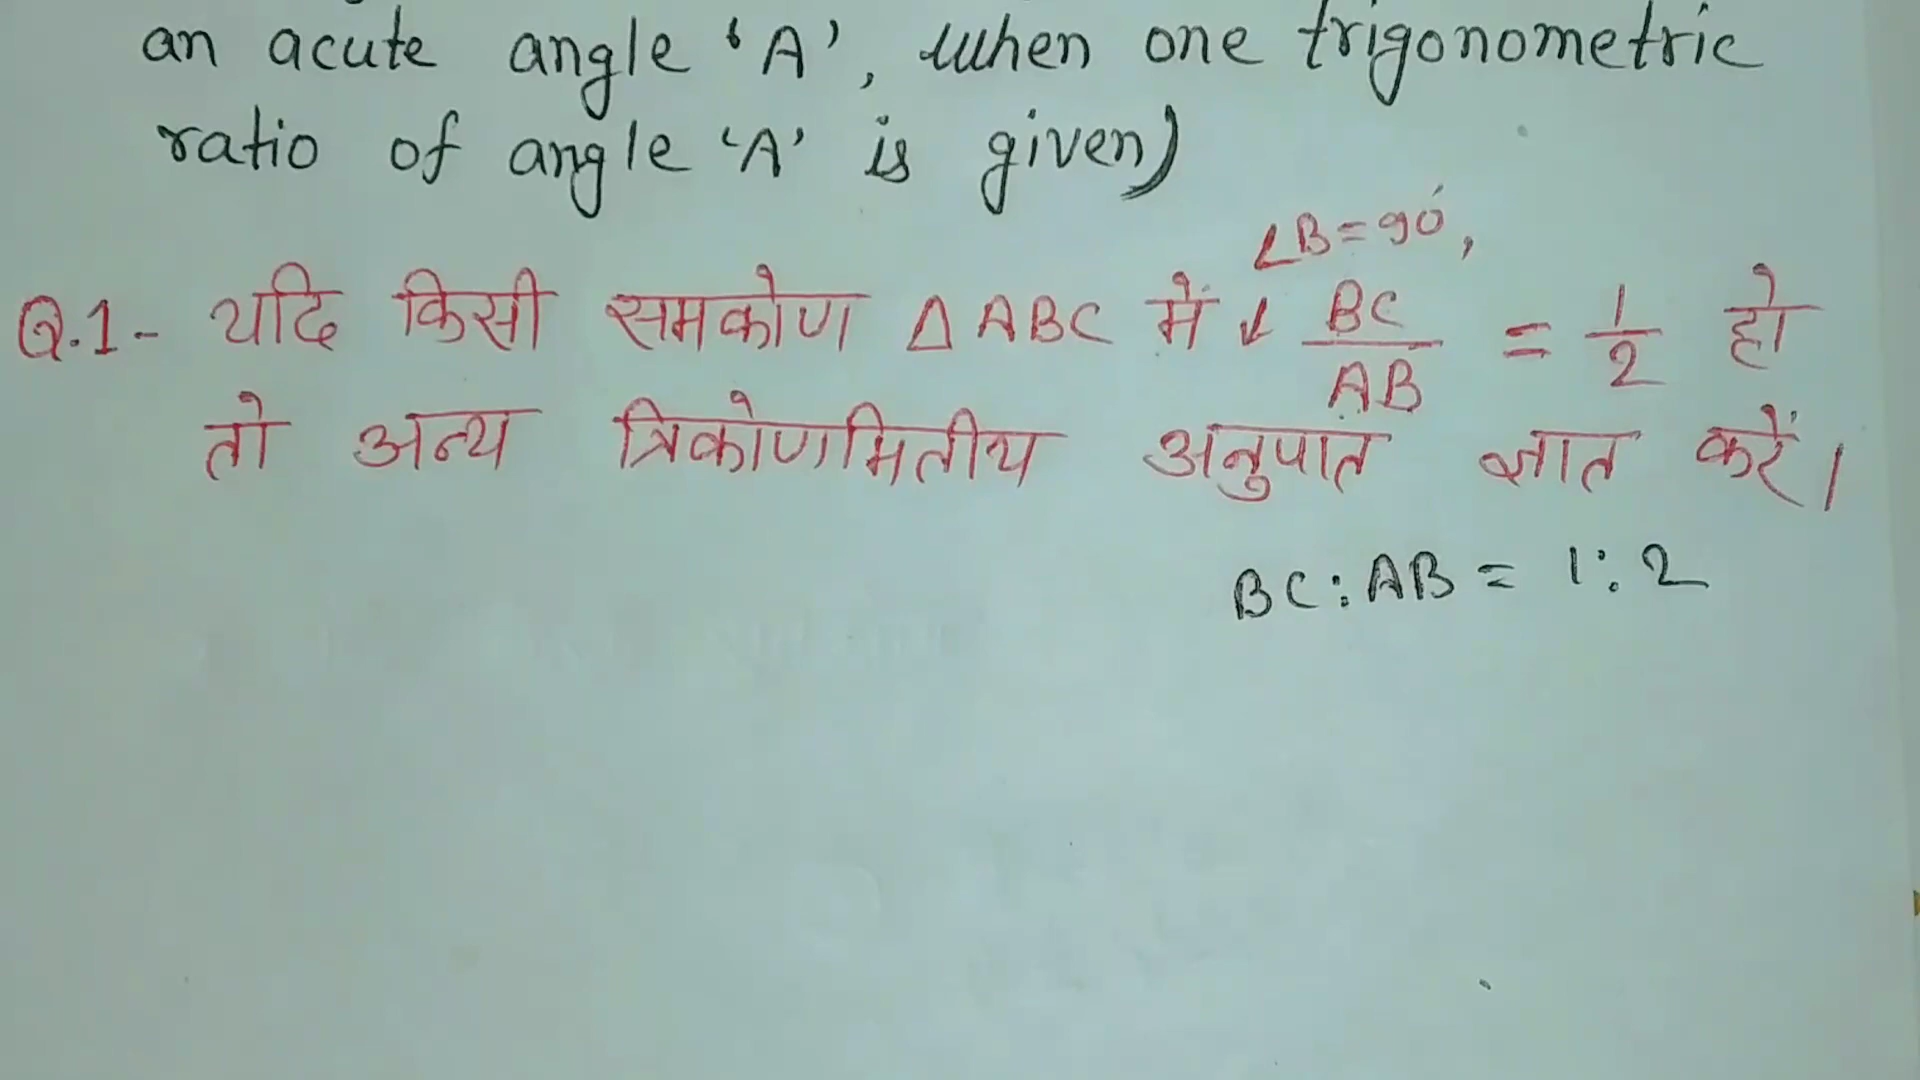 an acute angle 'A', when one trigonometric
ratio of angle 'A' is given)
∠B=90°,
Q.1- यदि किसी समकोण Δ ABC में ↓ BC/AB = 1/2 हो
तो अन्य त्रिकोणमितीय अनुपात ज्ञात करें।
BC:AB = 1:2